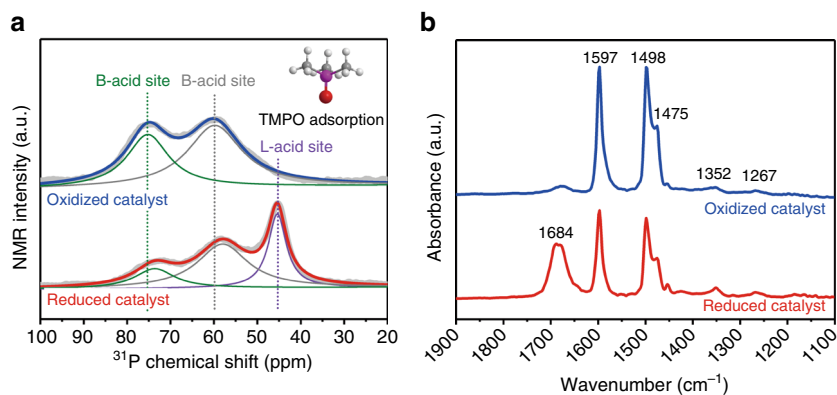 a
B-acid site
B-acid site
TMPO adsorption
L-acid site
Oxidized catalyst
Reduced catalyst
NMR intensity (a.u.)
100 90 80 70 60 50 40 30 20
³¹P chemical shift (ppm)
b
1597 1498
1475
1352 1267
Oxidized catalyst
1684
Reduced catalyst
Absorbance (a.u.)
1900 1800 1700 1600 1500 1400 1300 1200 1100
Wavenumber (cm⁻¹)